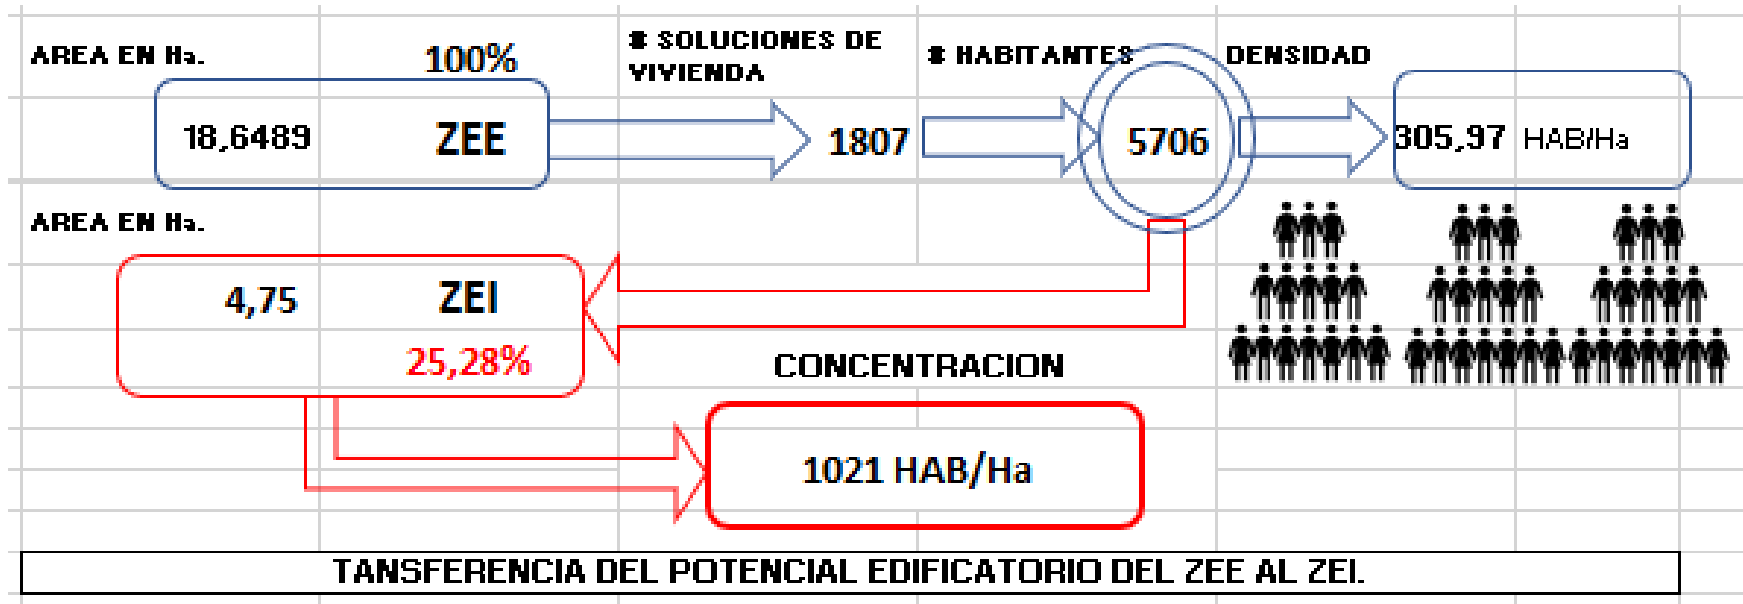 AREA EN Ha.
100%
# SOLUCIONES DE
VIVIENDA
# HABITANTES
DENSIDAD
18,6489
ZEE
1807
5706
305,97 HAB/Ha
AREA EN Ha.
4,75
ZEI
25,28%
CONCENTRACION
1021 HAB/Ha
TANSFERENCIA DEL POTENCIAL EDIFICATORIO DEL ZEE AL ZEI.